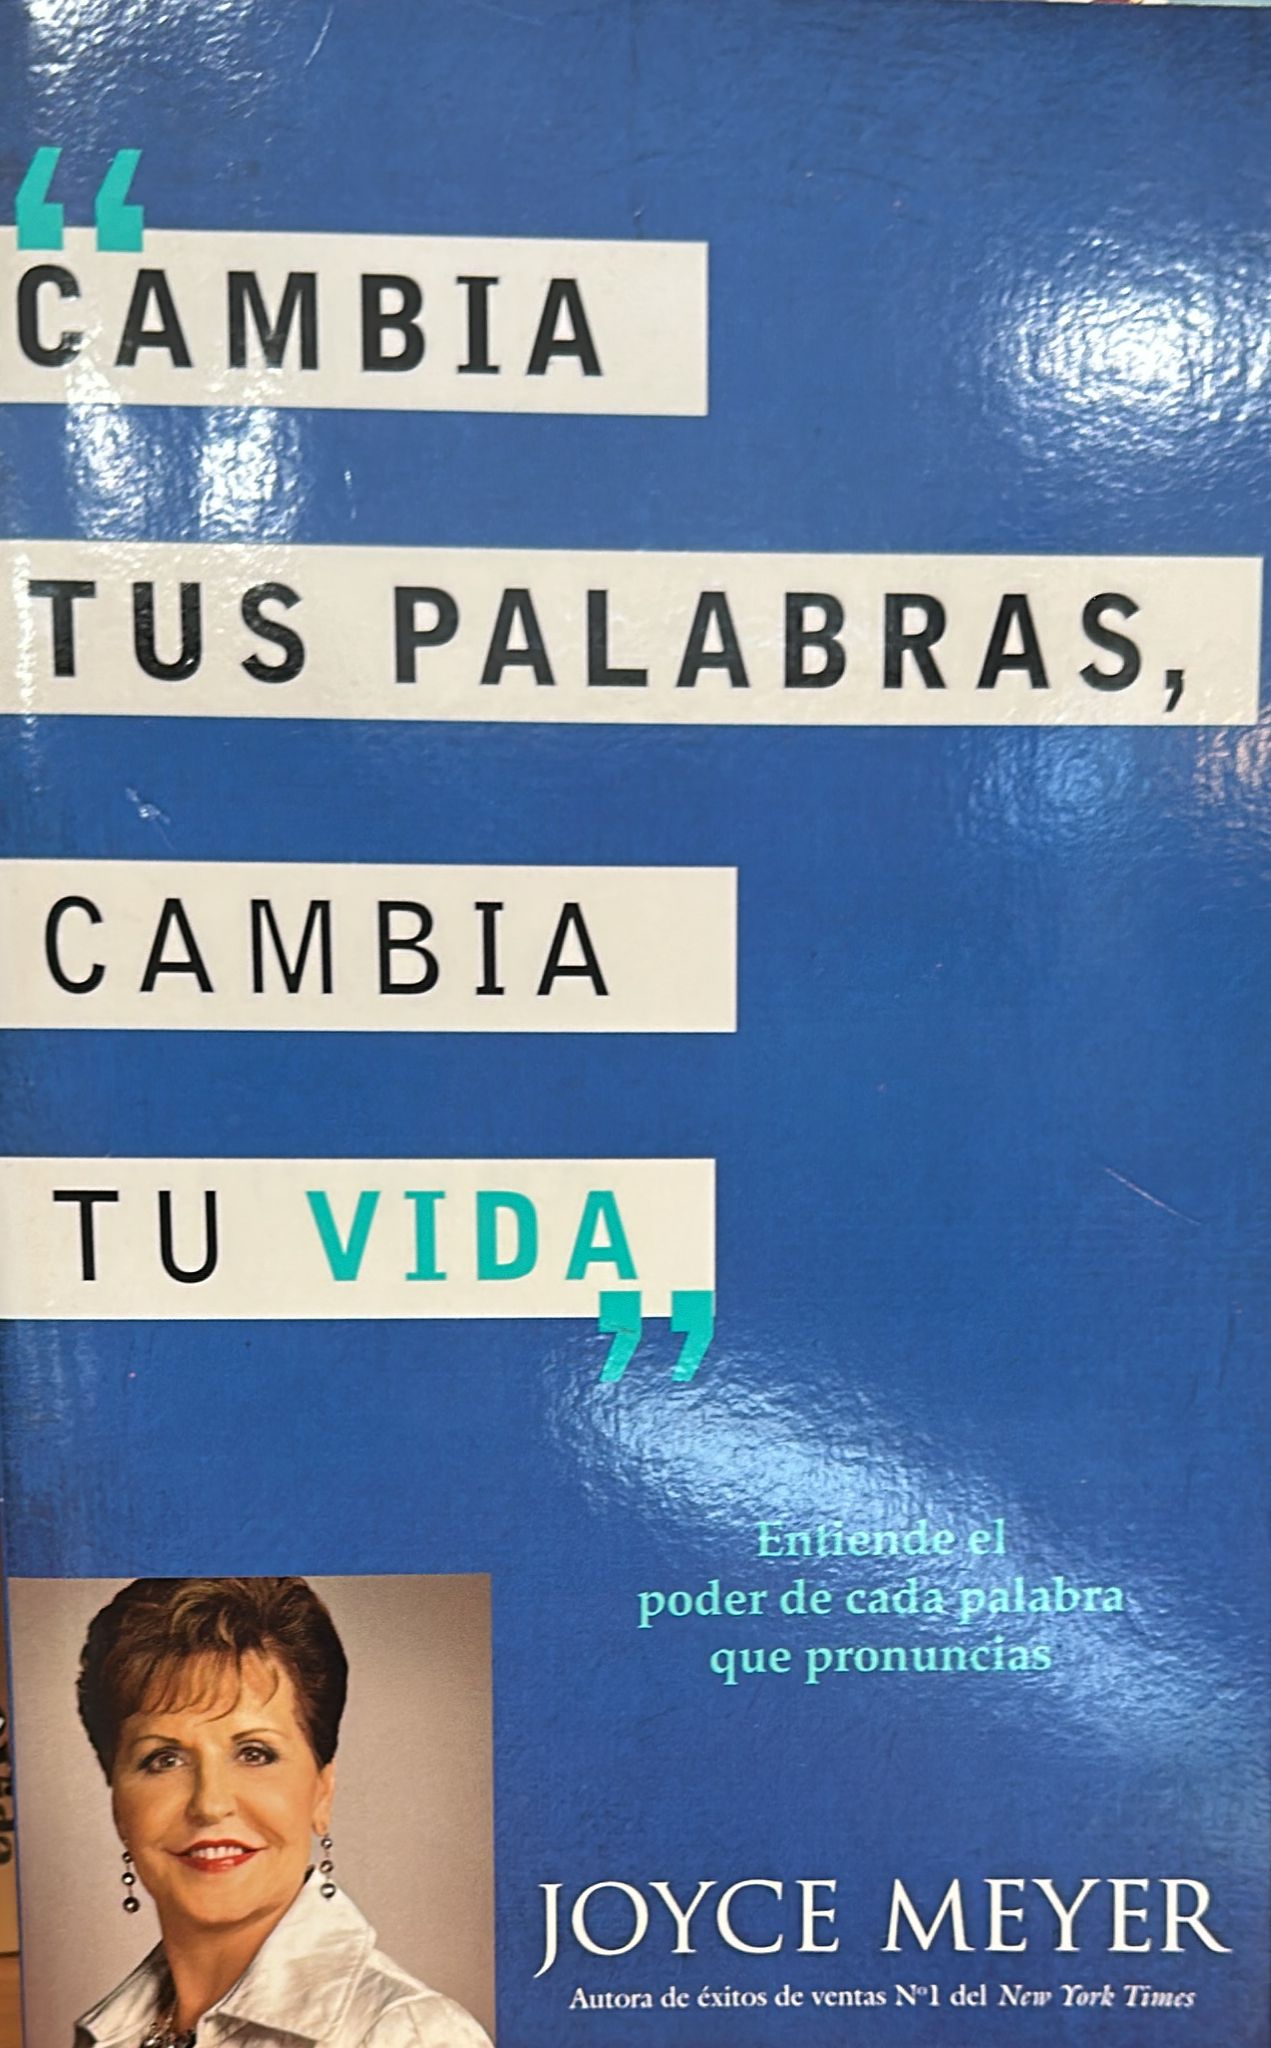 “CAMBIA
TUS PALABRAS,
CAMBIA
TU VIDA”
Entiende el
poder de cada palabra
que pronuncias
JOYCE MEYER
Autora de éxitos de ventas Nº1 del New York Times